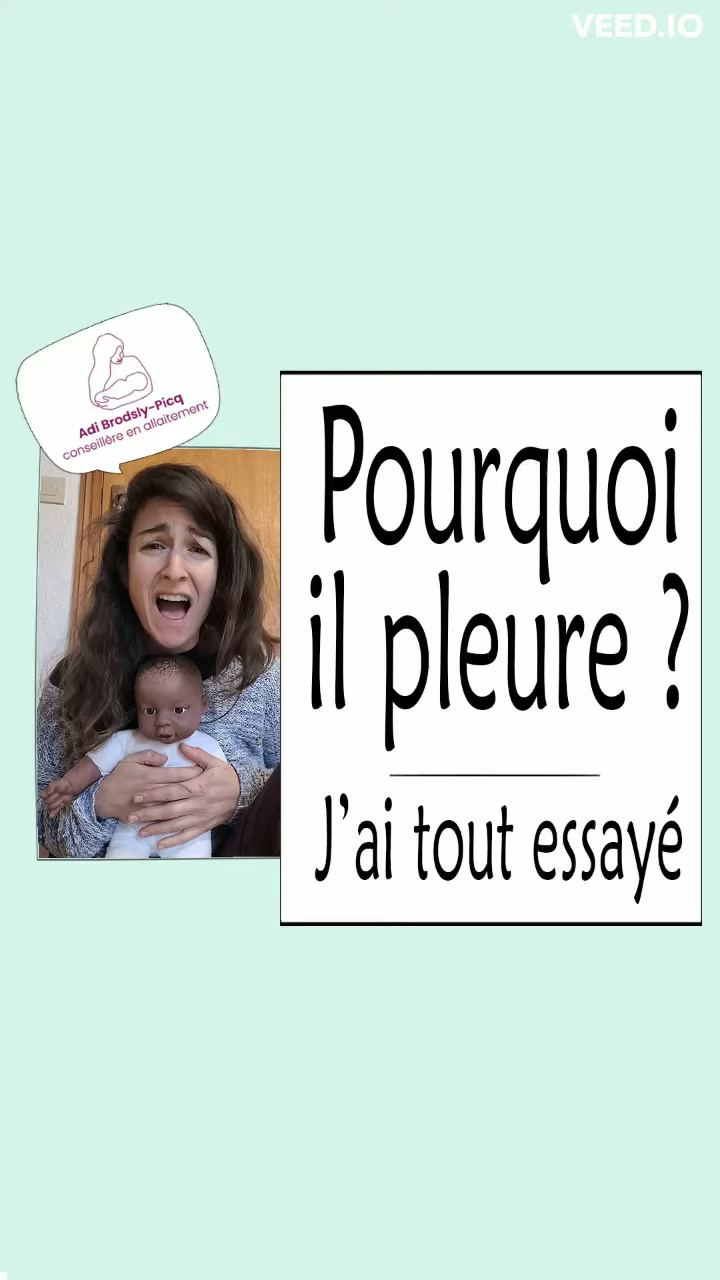 VEED.IO
Adi Brodsly-Picq
conseillère en allaitement
Pourquoi
il pleure ?
J'ai tout essayé